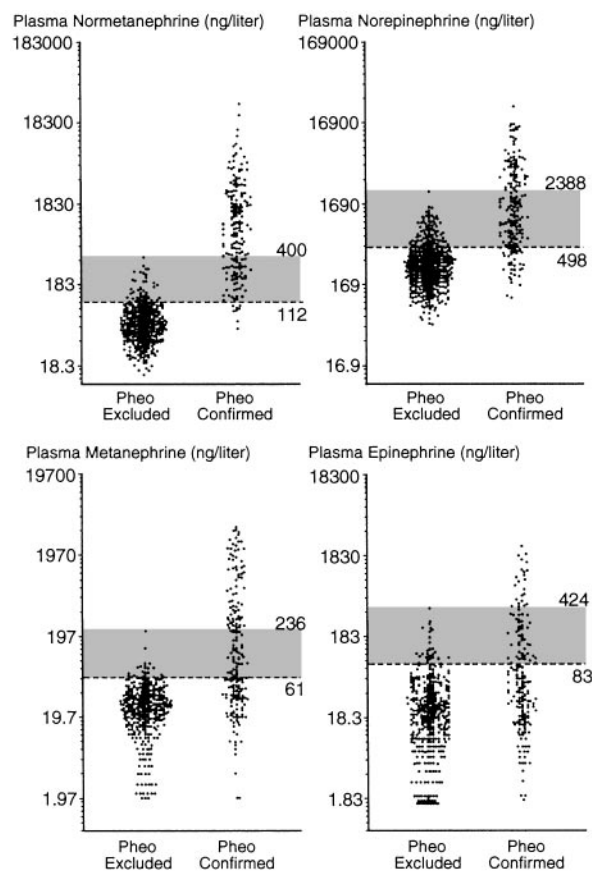 Plasma Normetanephrine (ng/liter)
183000
18300
1830
183
18.3
400
112
Pheo Excluded
Pheo Confirmed
Plasma Norepinephrine (ng/liter)
169000
16900
1690
169
16.9
2388
498
Pheo Excluded
Pheo Confirmed
Plasma Metanephrine (ng/liter)
19700
1970
197
19.7
1.97
236
61
Pheo Excluded
Pheo Confirmed
Plasma Epinephrine (ng/liter)
18300
1830
183
18.3
1.83
424
83
Pheo Excluded
Pheo Confirmed